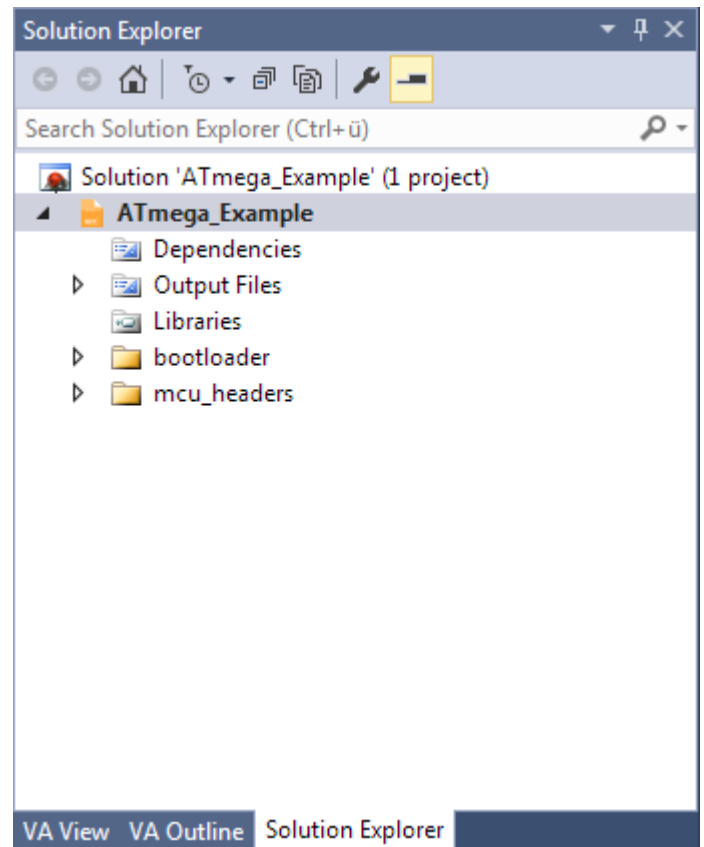 Solution Explorer
Search Solution Explorer (Ctrl+ü)
Solution 'ATmega_Example' (1 project)
ATmega_Example
Dependencies
Output Files
Libraries
bootloader
mcu_headers
VA View VA Outline Solution Explorer